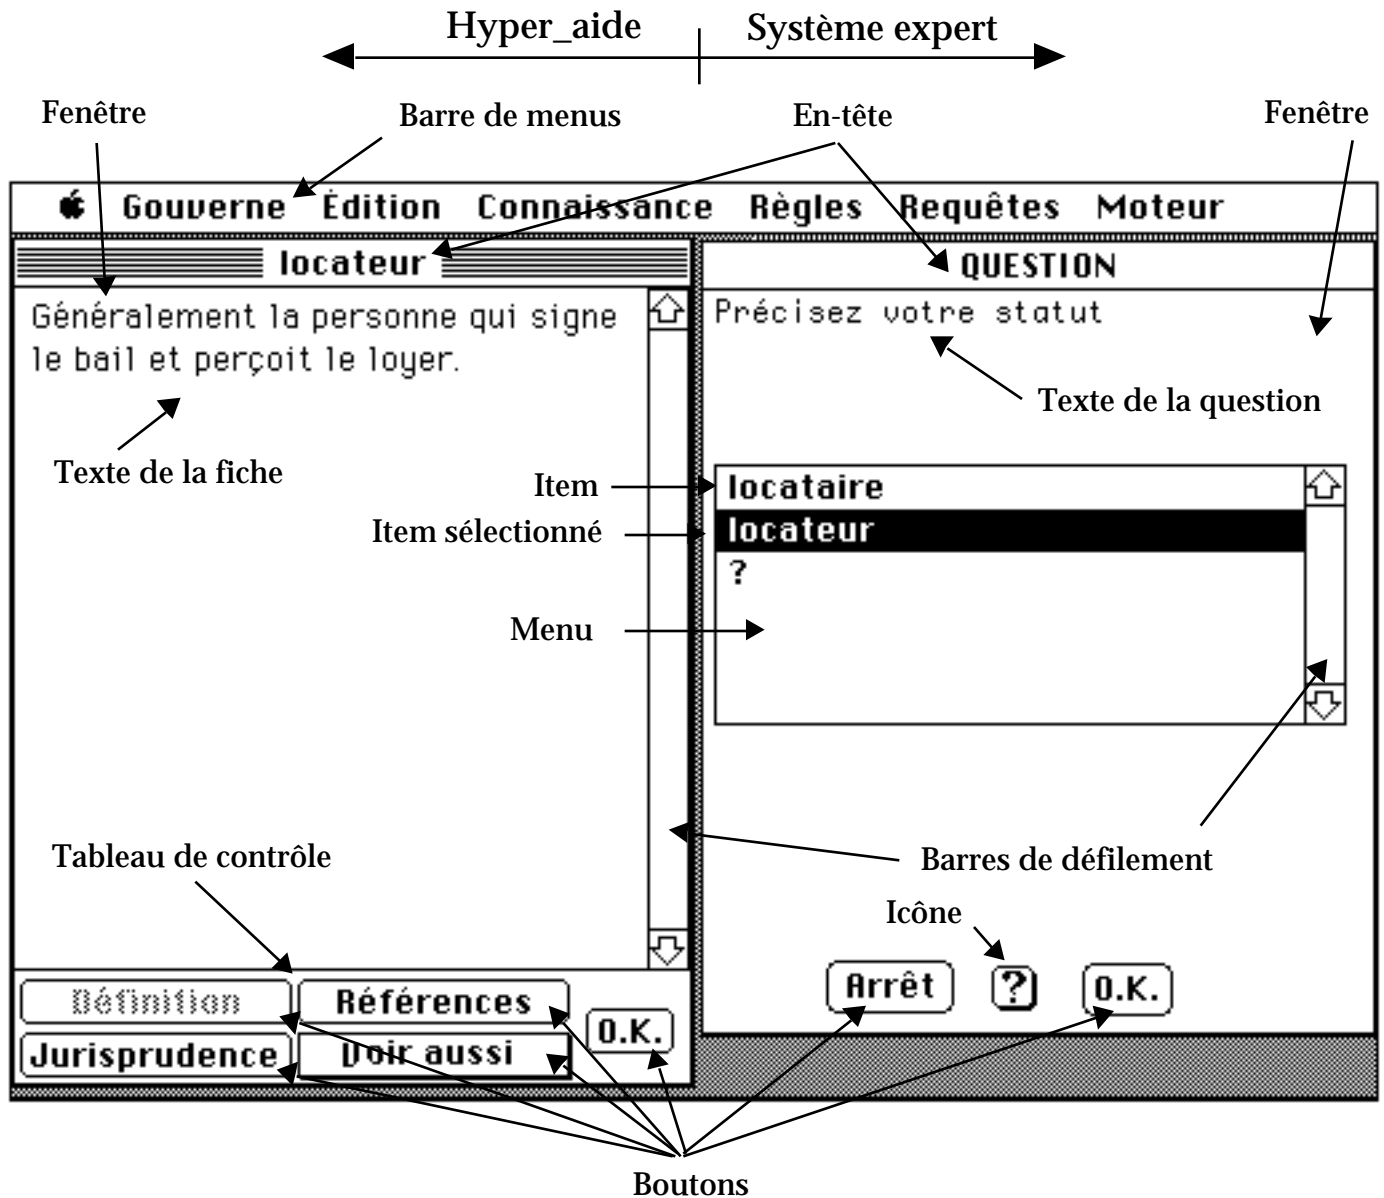 Hyper_aide Système expert
Fenêtre Barre de menus En-tête Fenêtre
Gouverne Édition Connaissance Règles Requêtes Moteur
locateur QUESTION
Généralement la personne qui signe
le bail et perçoit le loyer.
Précisez votre statut
Texte de la question
Texte de la fiche
Item locataire
Item sélectionné locateur
?
Menu
Tableau de contrôle
Barres de défilement
Icône
Définition Références O.K.
Jurisprudence Voir aussi
Arrêt ? O.K.
Boutons